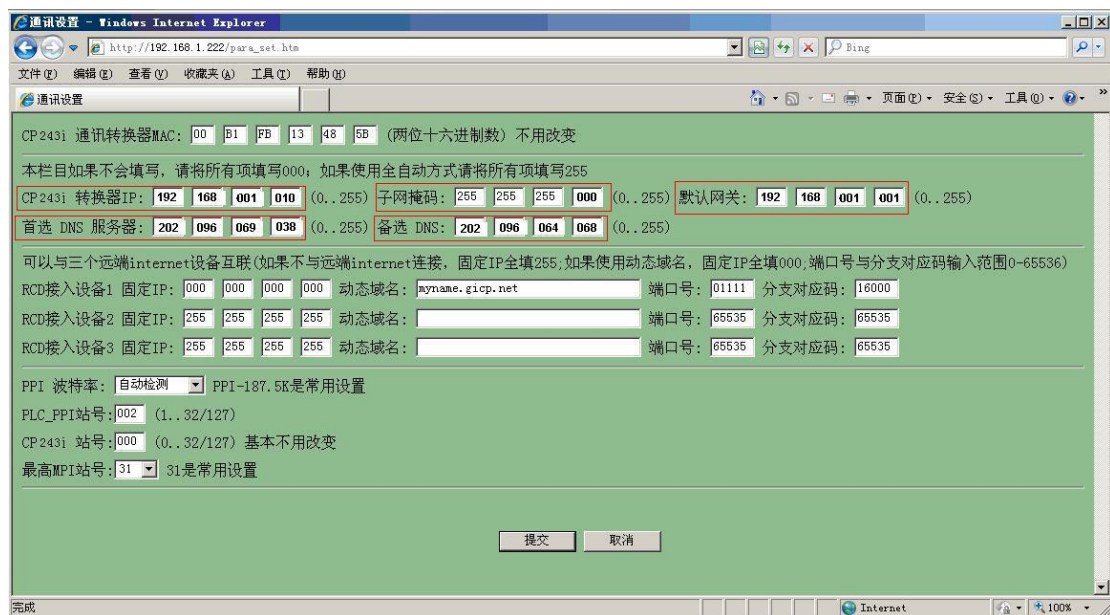 通讯设置 - Windows Internet Explorer
http://192.168.1.222/para_set.htm Bing
文件(F) 编辑(E) 查看(V) 收藏夹(A) 工具(T) 帮助(H)
通讯设置 页面(P) 安全(S) 工具(O) »
CP243i 通讯转换器MAC: 00 B1 FB 13 48 5B (两位十六进制数) 不用改变
本栏目如果不会填写, 请将所有项填写000; 如果使用全自动方式请将所有项填写255
CP243i 转换器IP: 192 168 001 010 (0..255) 子网掩码: 255 255 255 000 (0..255) 默认网关: 192 168 001 001 (0..255)
首选 DNS 服务器: 202 096 069 038 (0..255) 备选 DNS: 202 096 064 068 (0..255)
可以与三个远端internet设备互联(如果不与远端internet连接, 固定IP全填255;如果使用动态域名, 固定IP全填000;端口号与分支对应码输入范围0-65536)
RCD接入设备1 固定IP: 000 000 000 000 动态域名: myname.gicp.net 端口号: 01111 分支对应码: 16000
RCD接入设备2 固定IP: 255 255 255 255 动态域名: 端口号: 65535 分支对应码: 65535
RCD接入设备3 固定IP: 255 255 255 255 动态域名: 端口号: 65535 分支对应码: 65535
PPI 波特率: 自动检测 PPI-187.5K是常用设置
PLC_PPI站号: 002 (1..32/127)
CP243i 站号: 000 (0..32/127) 基本不用改变
最高MPI站号: 31 31是常用设置
提交 取消
完成 Internet 100%